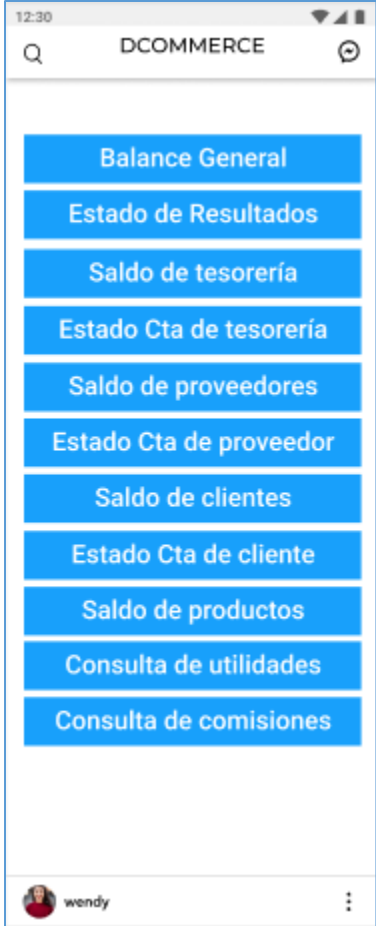 12:30
DCOMMERCE
Balance General
Estado de Resultados
Saldo de tesorería
Estado Cta de tesorería
Saldo de proveedores
Estado Cta de proveedor
Saldo de clientes
Estado Cta de cliente
Saldo de productos
Consulta de utilidades
Consulta de comisiones
wendy